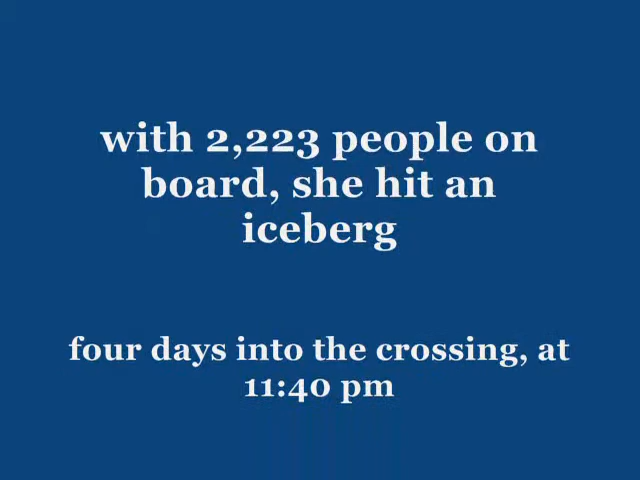 with 2,223 people on
board, she hit an
iceberg
four days into the crossing, at
11:40 pm